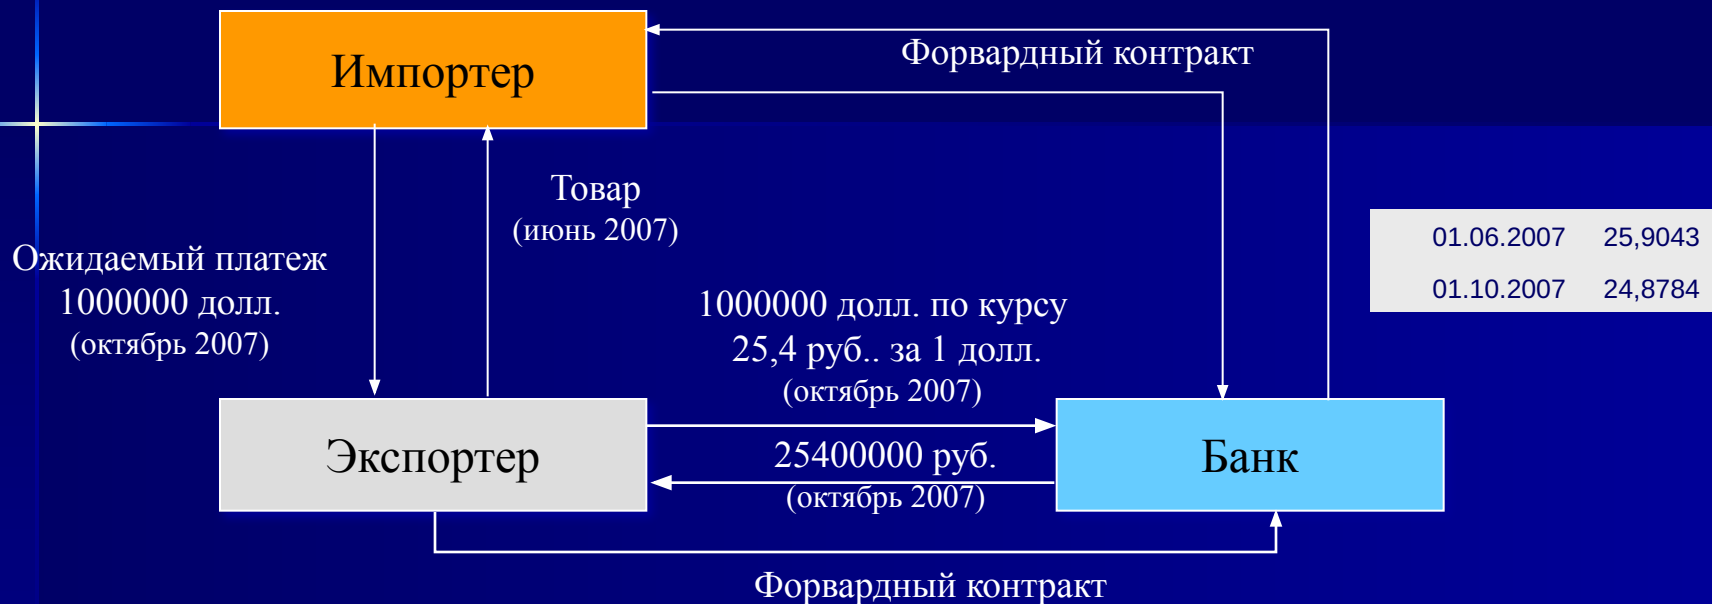 Импортер
Форвардный контракт
Товар
(июнь 2007)
Ожидаемый платеж
1000000 долл.
(октябрь 2007)
1000000 долл. по курсу
25,4 руб.. за 1 долл.
(октябрь 2007)
01.06.2007 25,9043
01.10.2007 24,8784
Экспортер
25400000 руб.
(октябрь 2007)
Банк
Форвардный контракт